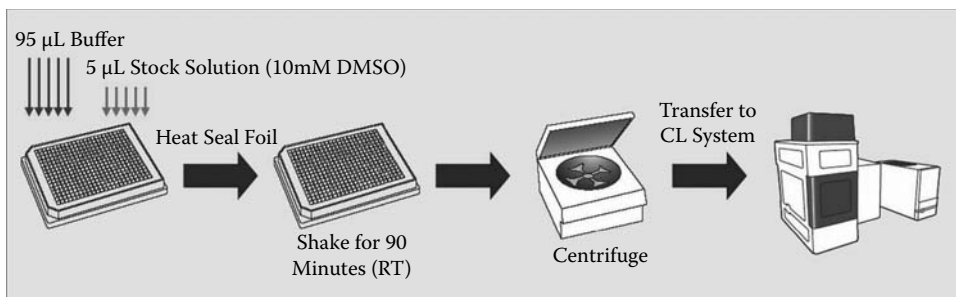 95 μL Buffer
5 μL Stock Solution (10mM DMSO)
Heat Seal Foil
Shake for 90
Minutes (RT)
Centrifuge
Transfer to
CL System